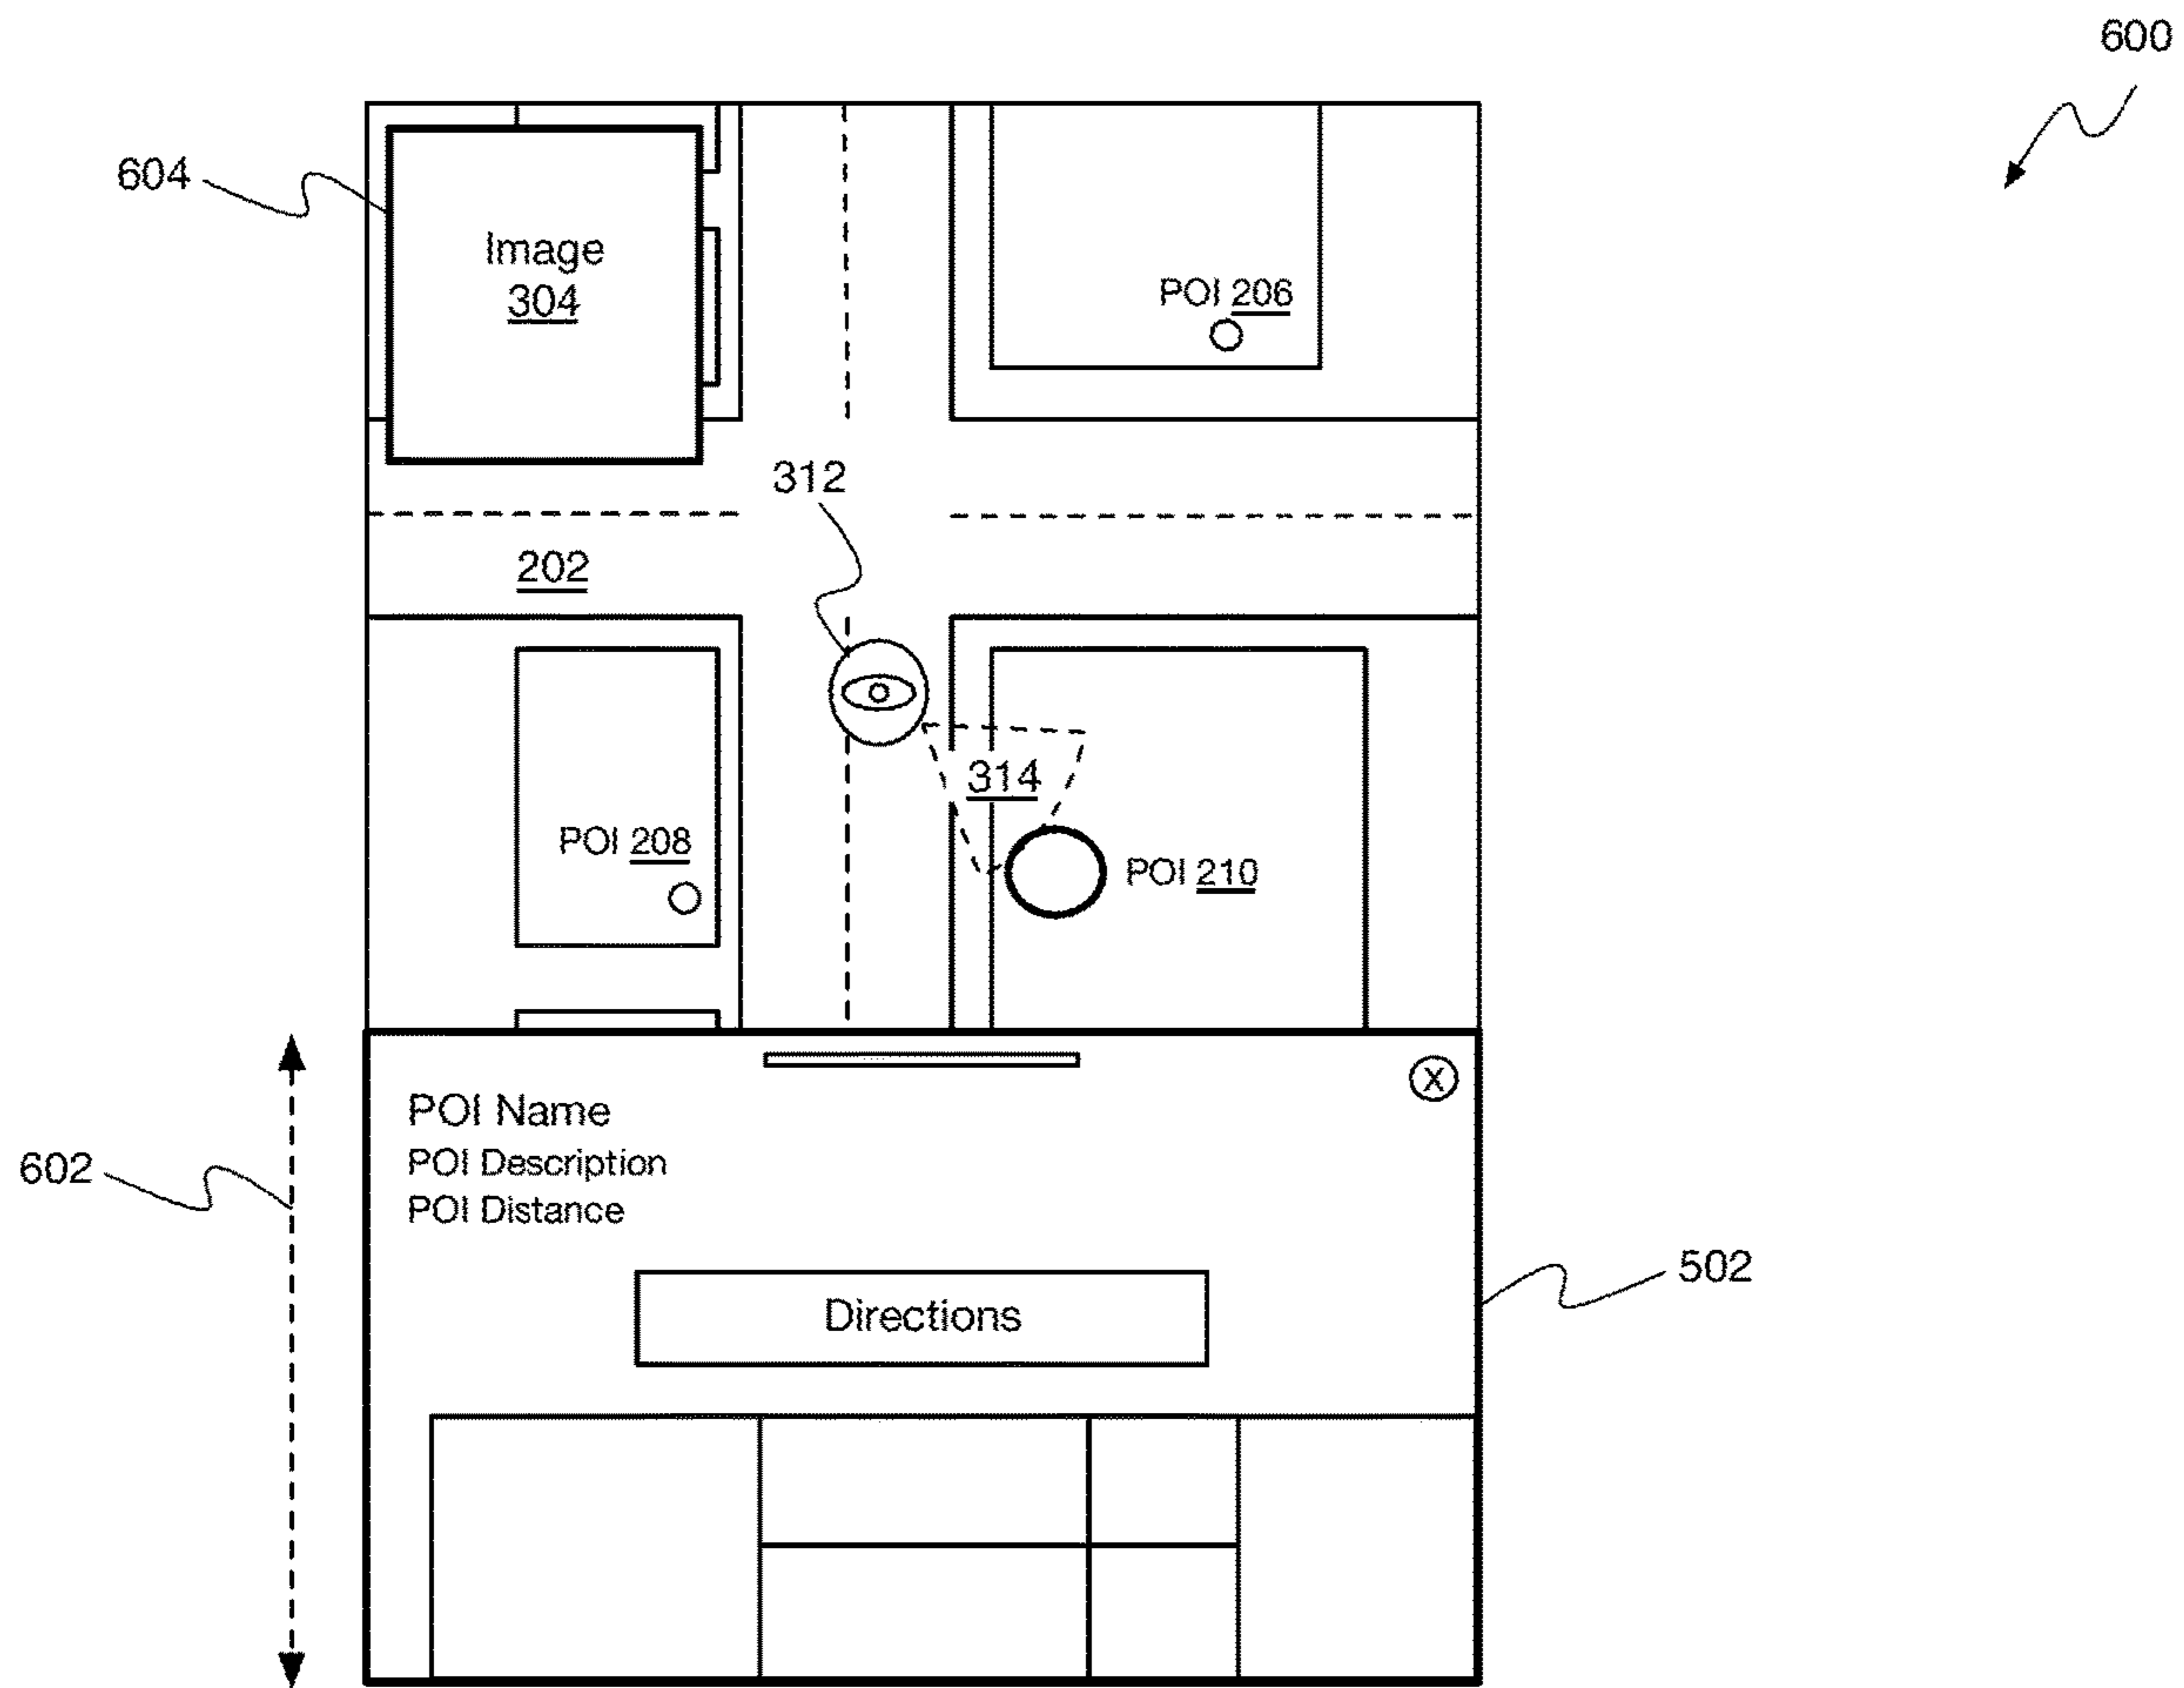 600
604
Image
304
POI 206
312
202
314
POI 208
POI 210
X
POI Name
POI Description
POI Distance
602
502
Directions